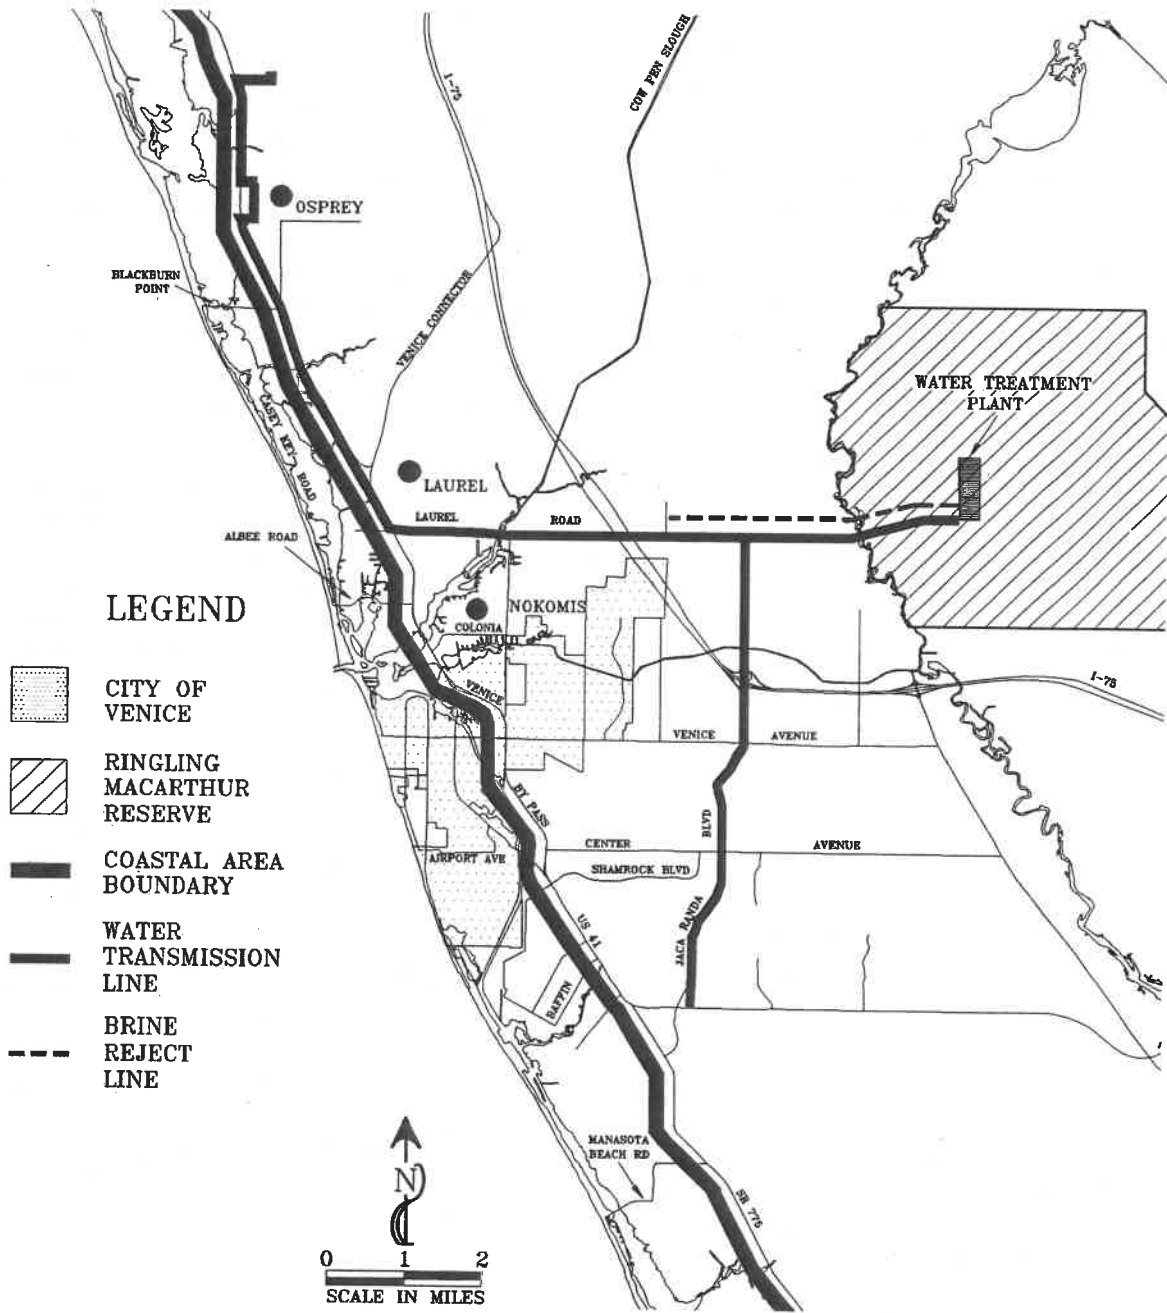 I-75
COW PEN SLOUGH
OSPREY
BLACKBURN
POINT
VENICE CONNECTOR
WATER TREATMENT
PLANT
CASEY KEY ROAD
LAUREL
LAUREL ROAD
ALBEE ROAD
LEGEND
NOKOMIS
COLONIA
CITY OF
VENICE
I-75
VENICE
VENICE AVENUE
RINGLING
MACARTHUR
RESERVE
BY PASS
BLVD
CENTER AVENUE
AIRPORT AVE
SHAMROCK BLVD
COASTAL AREA
BOUNDARY
JACA RANDA
US 41
WATER
TRANSMISSION
LINE
BAFFIN
BRINE
REJECT
LINE
MANASOTA
BEACH RD
N
SR 776
0 1 2
SCALE IN MILES